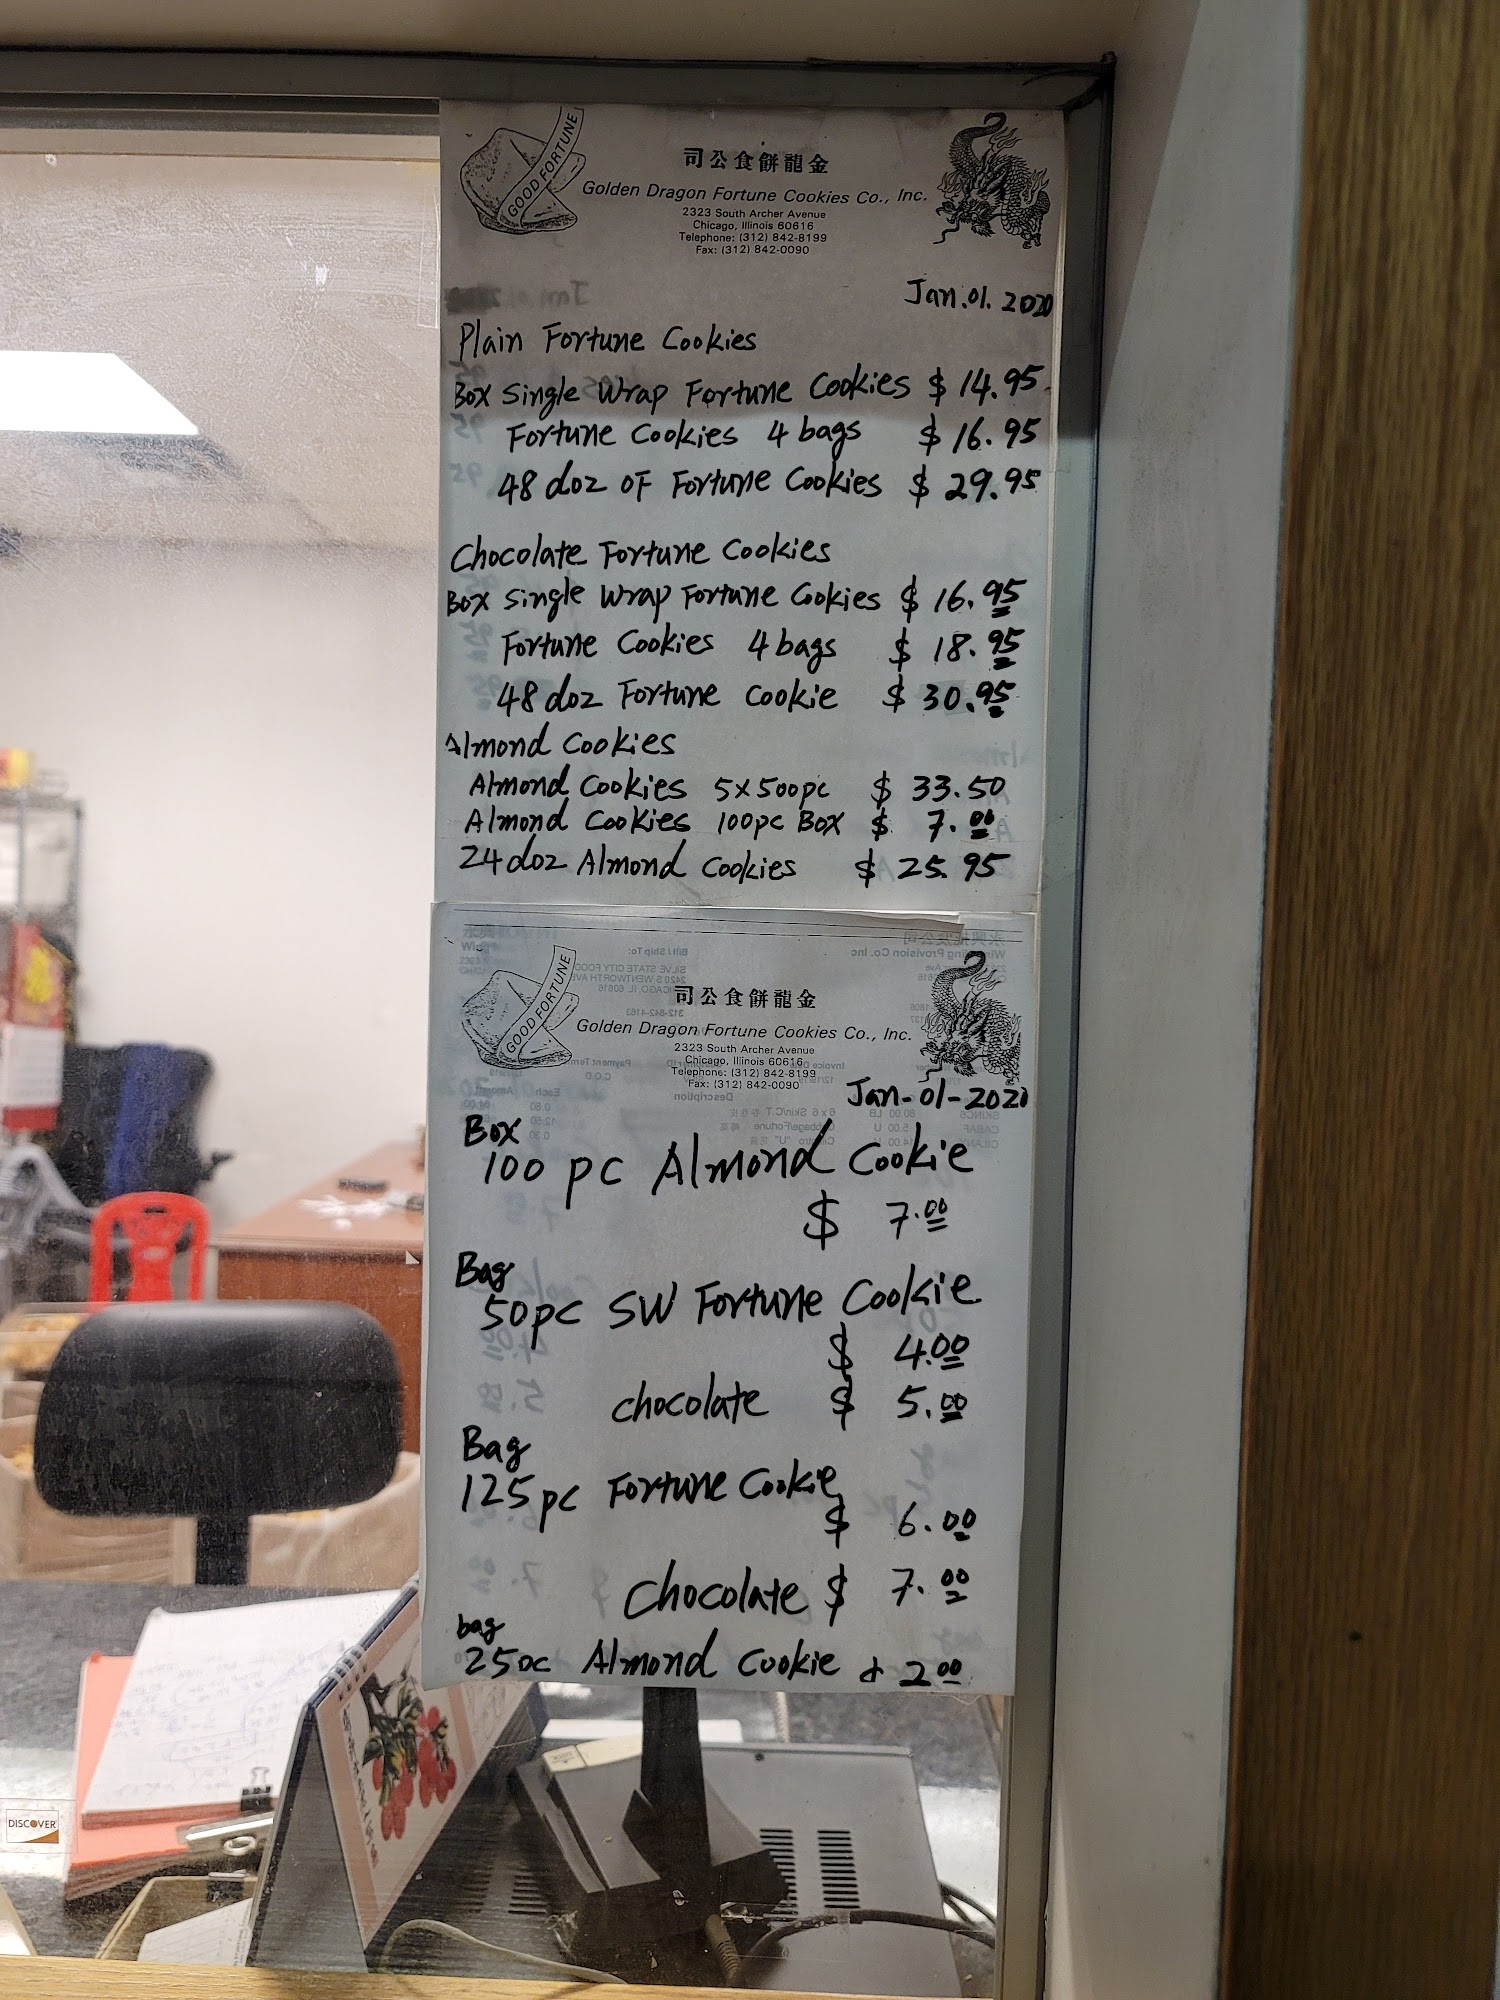 GOOD FORTUNE
司公食餅龍金
Golden Dragon Fortune Cookies Co., Inc.
2323 South Archer Avenue
Chicago, Illinois 60616
Telephone: (312) 842-8199
Fax: (312) 842-0090
Jan.01.2020
Plain Fortune Cookies
Box Single Wrap Fortune Cookies $ 14.95
Fortune Cookies 4 bags $ 16.95
48 doz OF Fortune Cookies $ 29.95
Chocolate Fortune Cookies
Box Single Wrap Fortune Cookies $ 16.95
Fortune Cookies 4 bags $ 18.95
48 doz Fortune Cookie $ 30.95
Almond Cookies
Almond Cookies 5x500pc $ 33.50
Almond Cookies 100pc Box $ 7.00
24 doz Almond Cookies $ 25.95
GOOD FORTUNE
司公食餅龍金
Golden Dragon Fortune Cookies Co., Inc.
2323 South Archer Avenue
Chicago, Illinois 60616
Telephone: (312) 842-8199
Fax: (312) 842-0090
Jan-01-2020
Box
100 pc Almond Cookie
$ 7.00
Bag
50pc SW Fortune Cookie
$ 4.00
chocolate $ 5.00
Bag
125pc Fortune Cookie
$ 6.00
Chocolate $ 7.00
bag
25pc Almond Cookie $ 2.00
DISCOVER